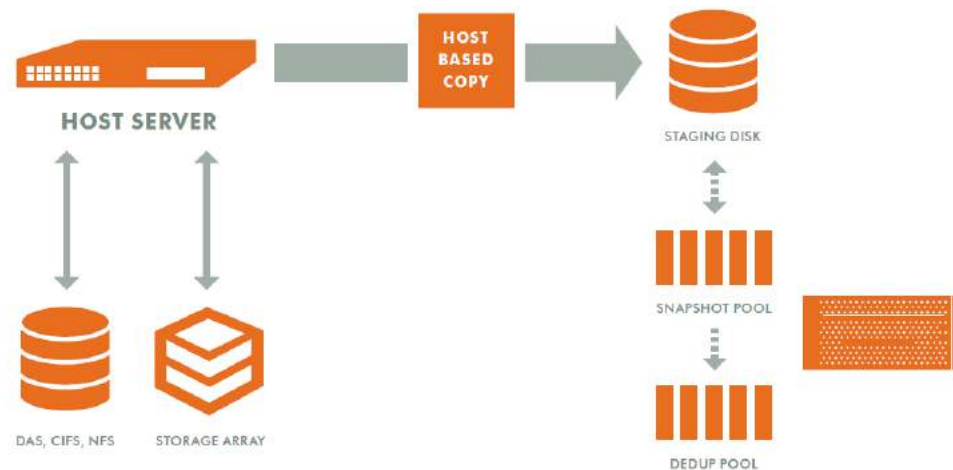 HOST
BASED
COPY
HOST SERVER
STAGING DISK
SNAPSHOT POOL
DAS, CIFS, NFS
STORAGE ARRAY
DEDUP POOL